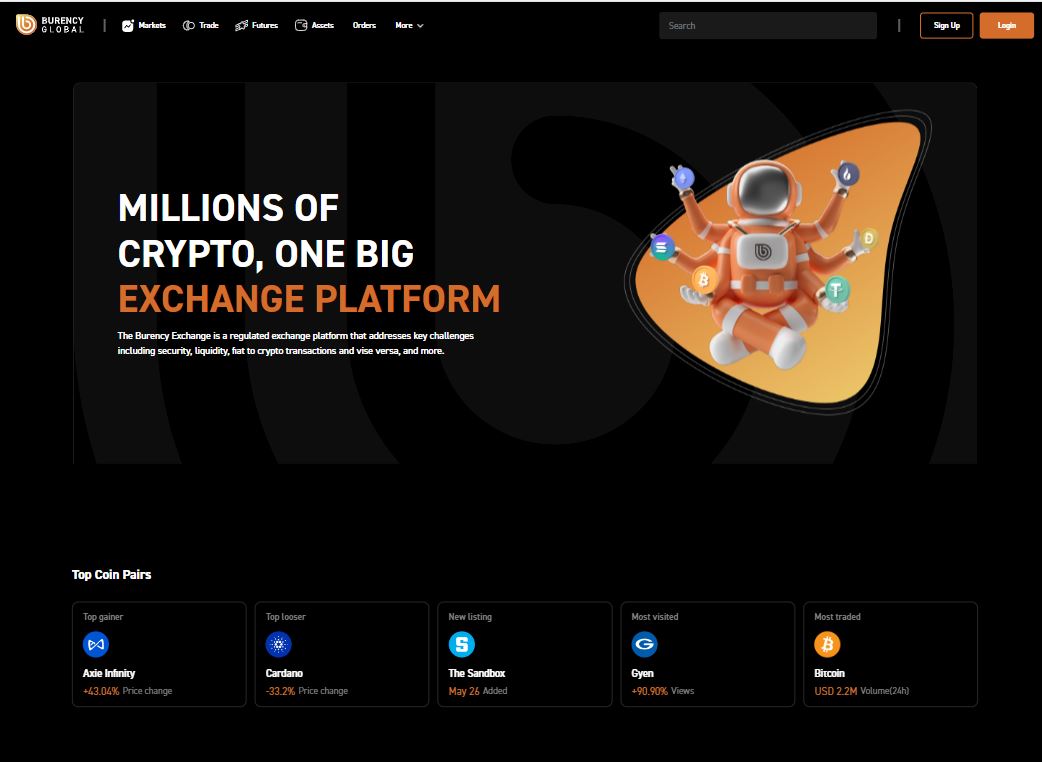 BURENCY
GLOBAL
Markets
Trade
Futures
Assets
Orders
More
Search
Sign Up
Login
MILLIONS OF
CRYPTO, ONE BIG
EXCHANGE PLATFORM
The Burency Exchange is a regulated exchange platform that addresses key challenges
including security, liquidity, fiat to crypto transactions and vise versa, and more.
Top Coin Pairs
Top gainer
Axie Infinity
+43.04% Price change
Top looser
Cardano
-33.2% Price change
New listing
The Sandbox
May 26 Added
Most visited
Gyen
+90.90% Views
Most traded
Bitcoin
USD 2.2M Volume(24h)